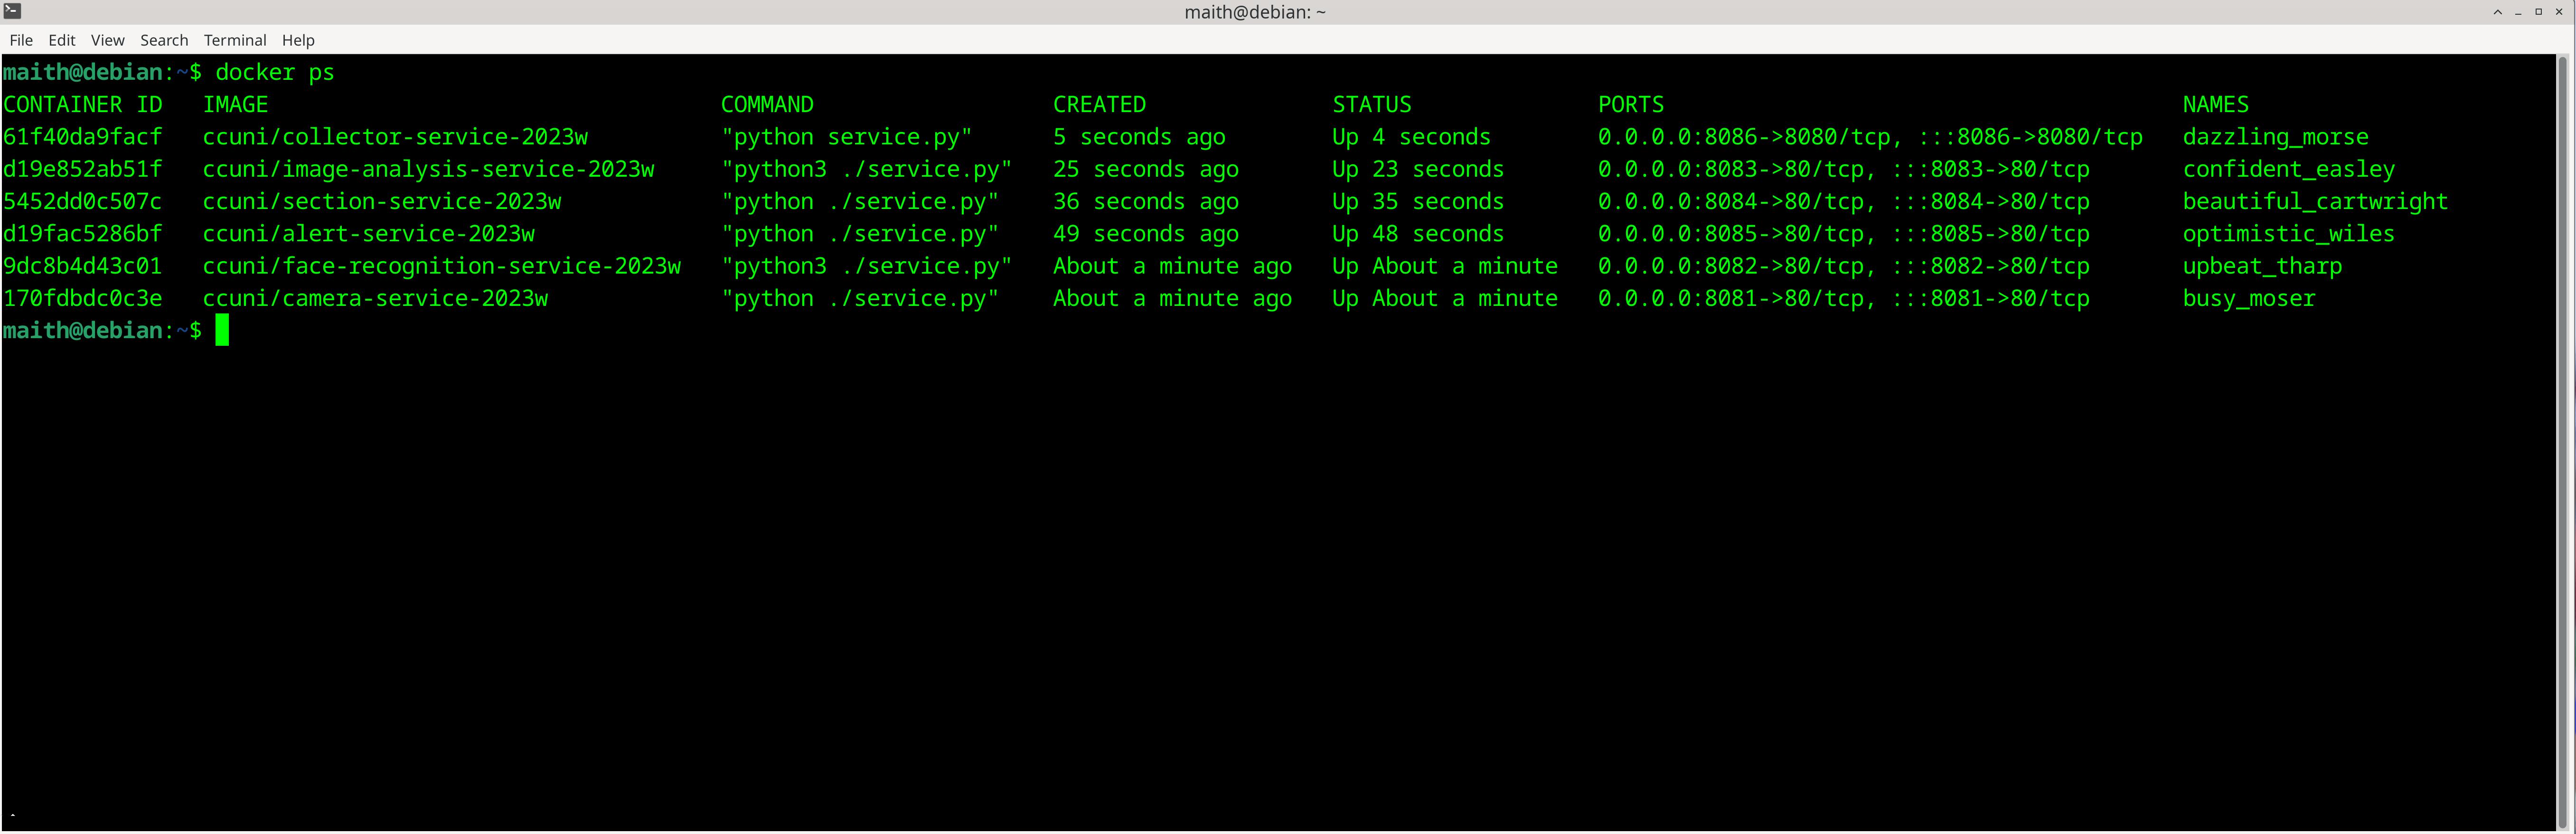 maith@debian: ~
File Edit View Search Terminal Help
maith@debian:~$ docker ps
CONTAINER ID IMAGE COMMAND CREATED STATUS PORTS NAMES
61f40da9facf ccuni/collector-service-2023w "python service.py" 5 seconds ago Up 4 seconds 0.0.0.0:8086->8080/tcp, :::8086->8080/tcp dazzling_morse
d19e852ab51f ccuni/image-analysis-service-2023w "python3 ./service.py" 25 seconds ago Up 23 seconds 0.0.0.0:8083->80/tcp, :::8083->80/tcp confident_easley
5452dd0c507c ccuni/section-service-2023w "python ./service.py" 36 seconds ago Up 35 seconds 0.0.0.0:8084->80/tcp, :::8084->80/tcp beautiful_cartwright
d19fac5286bf ccuni/alert-service-2023w "python ./service.py" 49 seconds ago Up 48 seconds 0.0.0.0:8085->80/tcp, :::8085->80/tcp optimistic_wiles
9dc8b4d43c01 ccuni/face-recognition-service-2023w "python3 ./service.py" About a minute ago Up About a minute 0.0.0.0:8082->80/tcp, :::8082->80/tcp upbeat_tharp
170fdbdc0c3e ccuni/camera-service-2023w "python ./service.py" About a minute ago Up About a minute 0.0.0.0:8081->80/tcp, :::8081->80/tcp busy_moser
maith@debian:~$